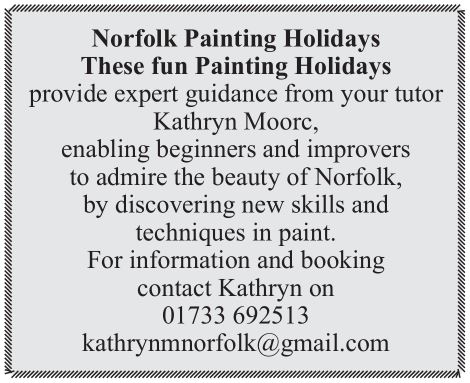 Norfolk Painting Holidays
These fun Painting Holidays
provide expert guidance from your tutor
Kathryn Moorc,
enabling beginners and improvers
to admire the beauty of Norfolk,
by discovering new skills and
techniques in paint.
For information and booking
contact Kathryn on
01733 692513
kathrynmnorfolk@gmail.com